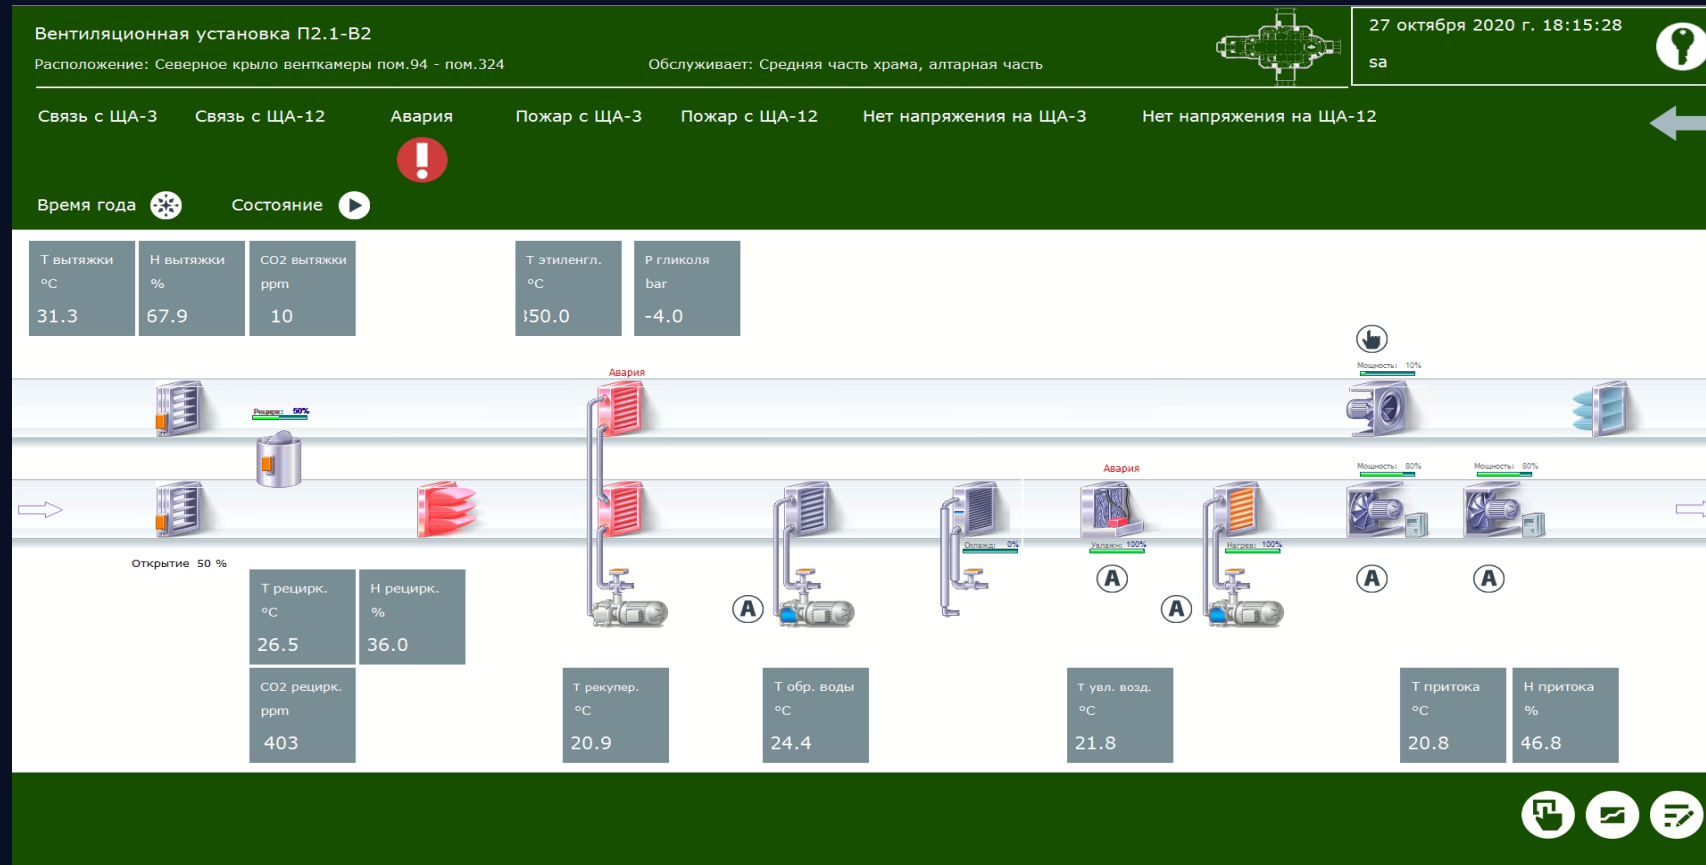 Вентиляционная установка П2.1-В2
27 октября 2020 г. 18:15:28
Расположение: Северное крыло венткамеры пом.94 - пом.324
Обслуживает: Средняя часть храма, алтарная часть
sa
Связь с ЩА-3
Связь с ЩА-12
Авария
Пожар с ЩА-3
Пожар с ЩА-12
Нет напряжения на ЩА-3
Нет напряжения на ЩА-12
Время года
Состояние
Т вытяжки
°C
31.3
Н вытяжки
%
67.9
СО2 вытяжки
ppm
10
Т этиленгл.
°C
350.0
Р гликоля
bar
-4.0
Мощность: 10%
Авария
Рецирк: 50%
Авария
Мощность: 80%
Мощность: 80%
Охлажд: 0%
Увлажн: 100%
Нагрев: 100%
Открытие 50 %
A
A
A
A
A
Т рецирк.
°C
26.5
Н рецирк.
%
36.0
СО2 рецирк.
ppm
403
Т рекупер.
°C
20.9
Т обр. воды
°C
24.4
Т увл. возд.
°C
21.8
Т притока
°C
20.8
Н притока
%
46.8